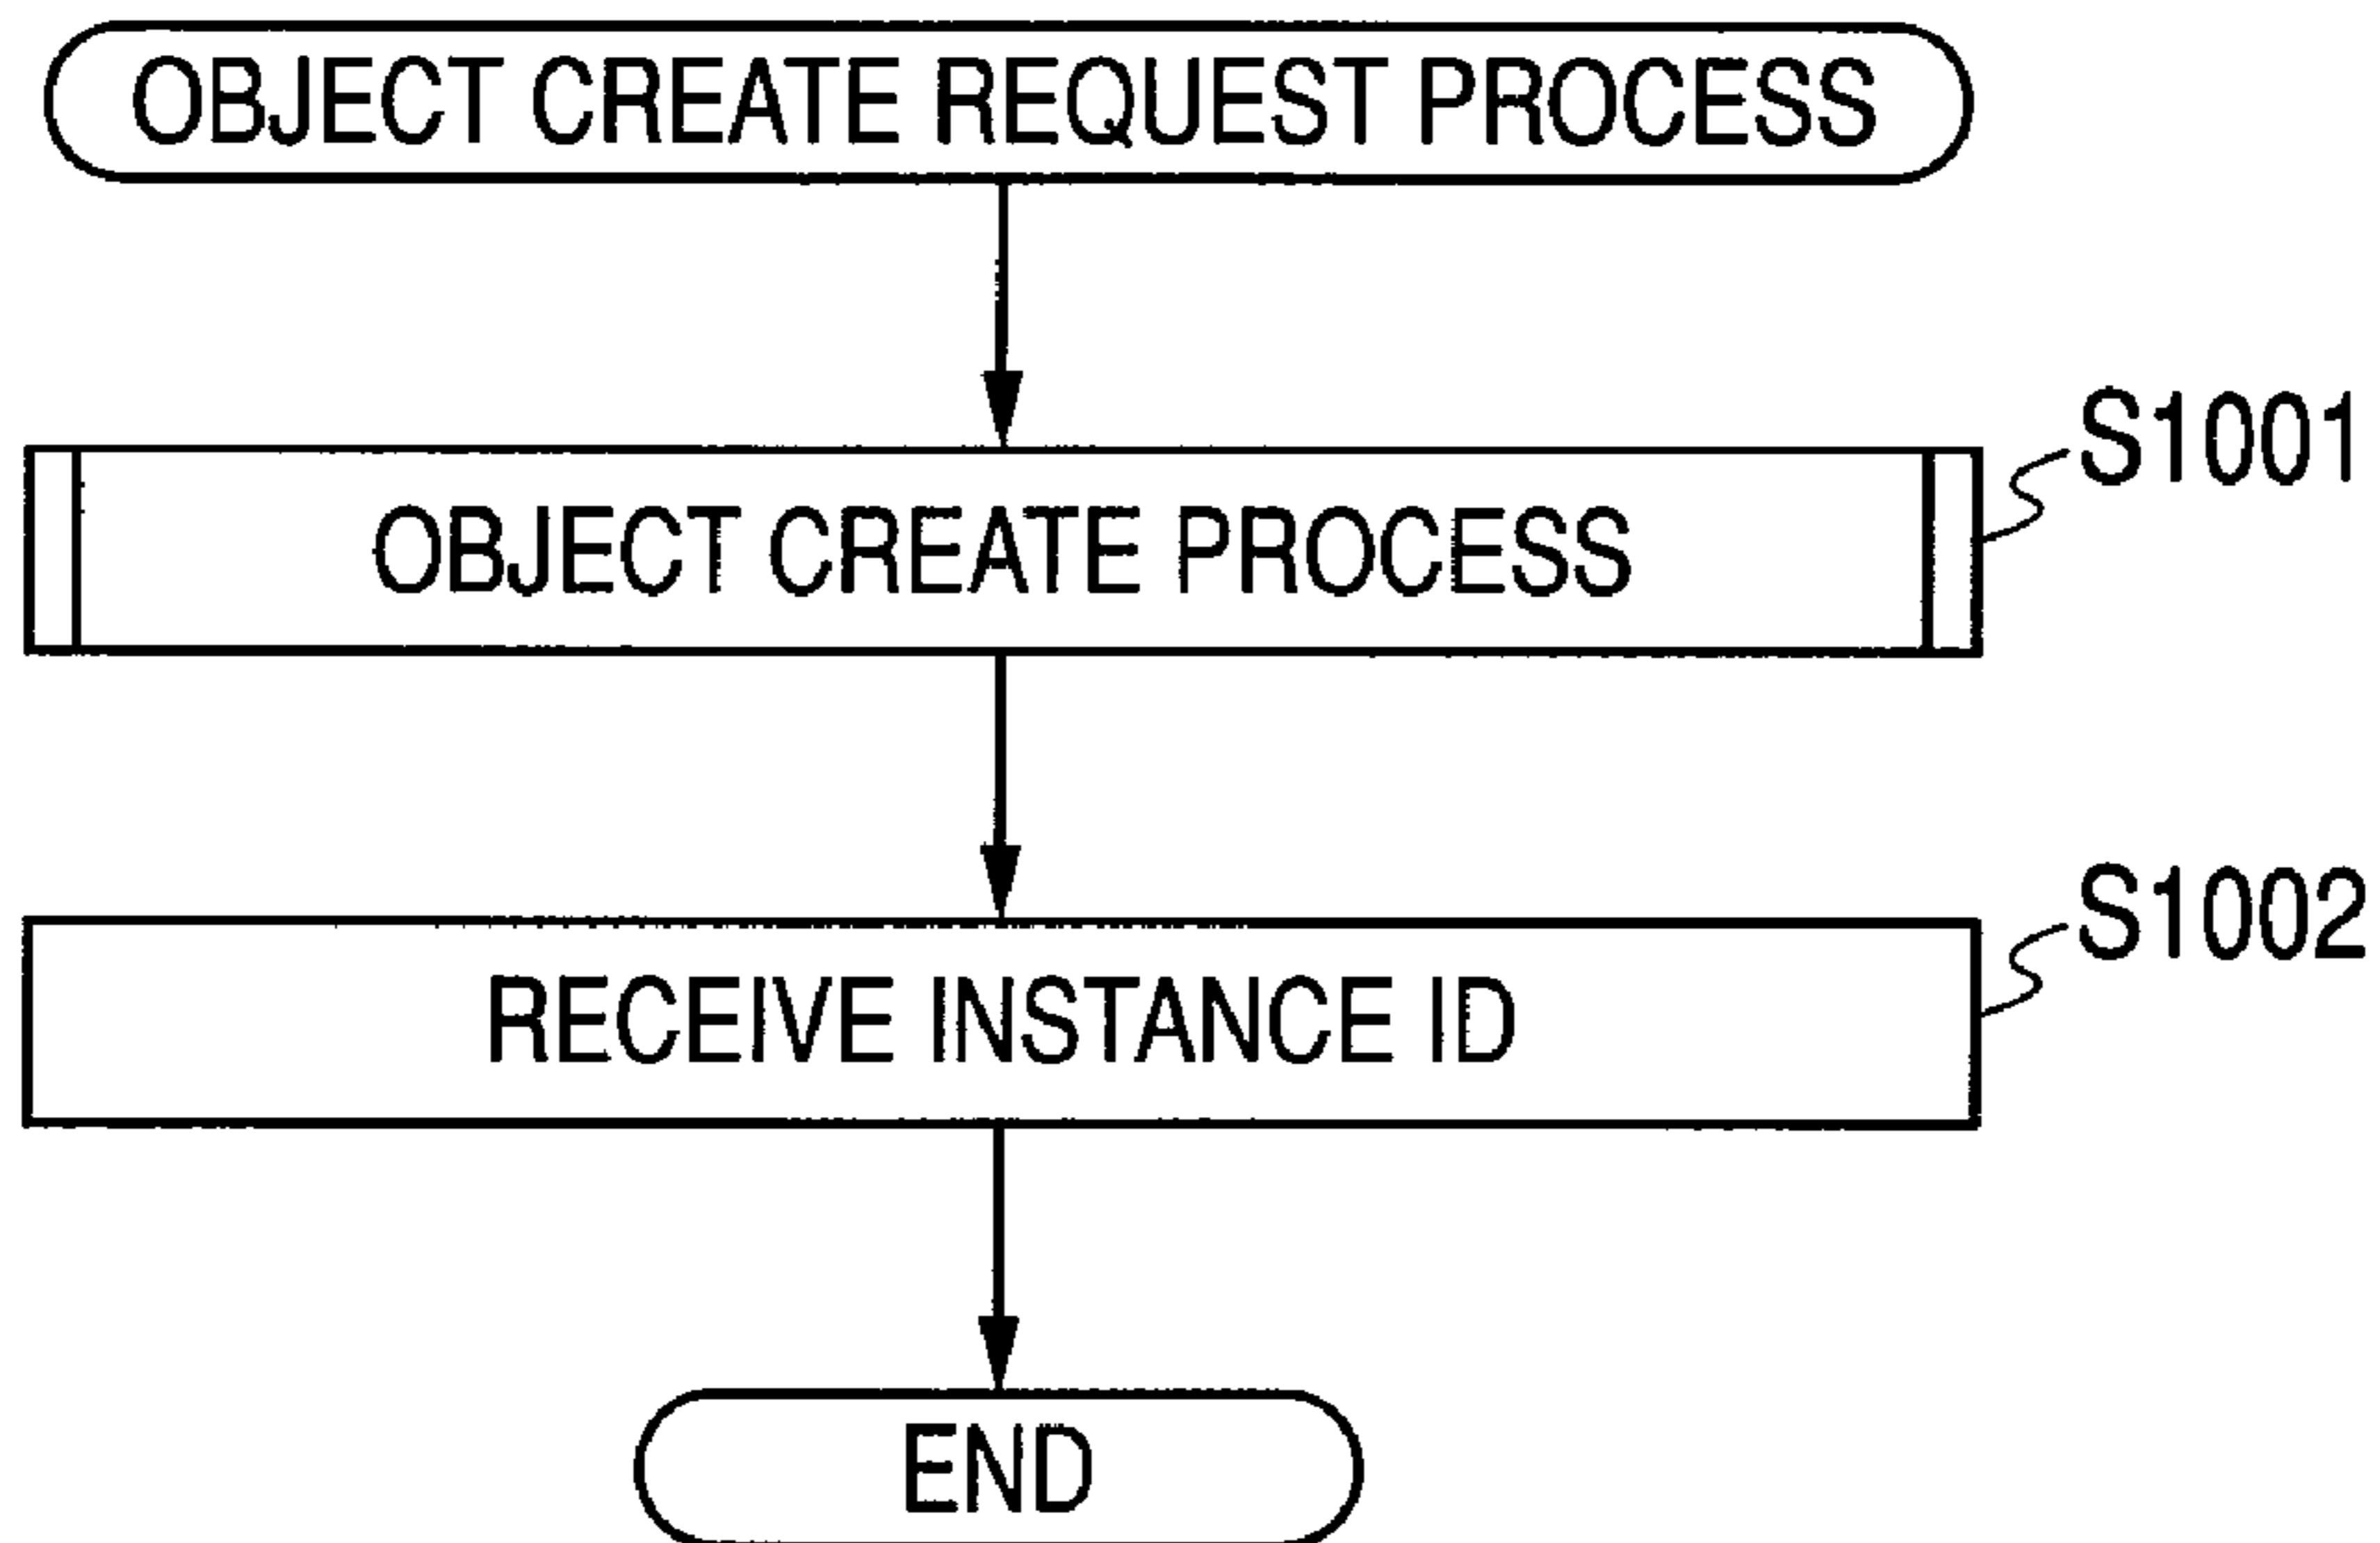 OBJECT CREATE REQUEST PROCESS
S1001
OBJECT CREATE PROCESS
S1002
RECEIVE INSTANCE ID
END